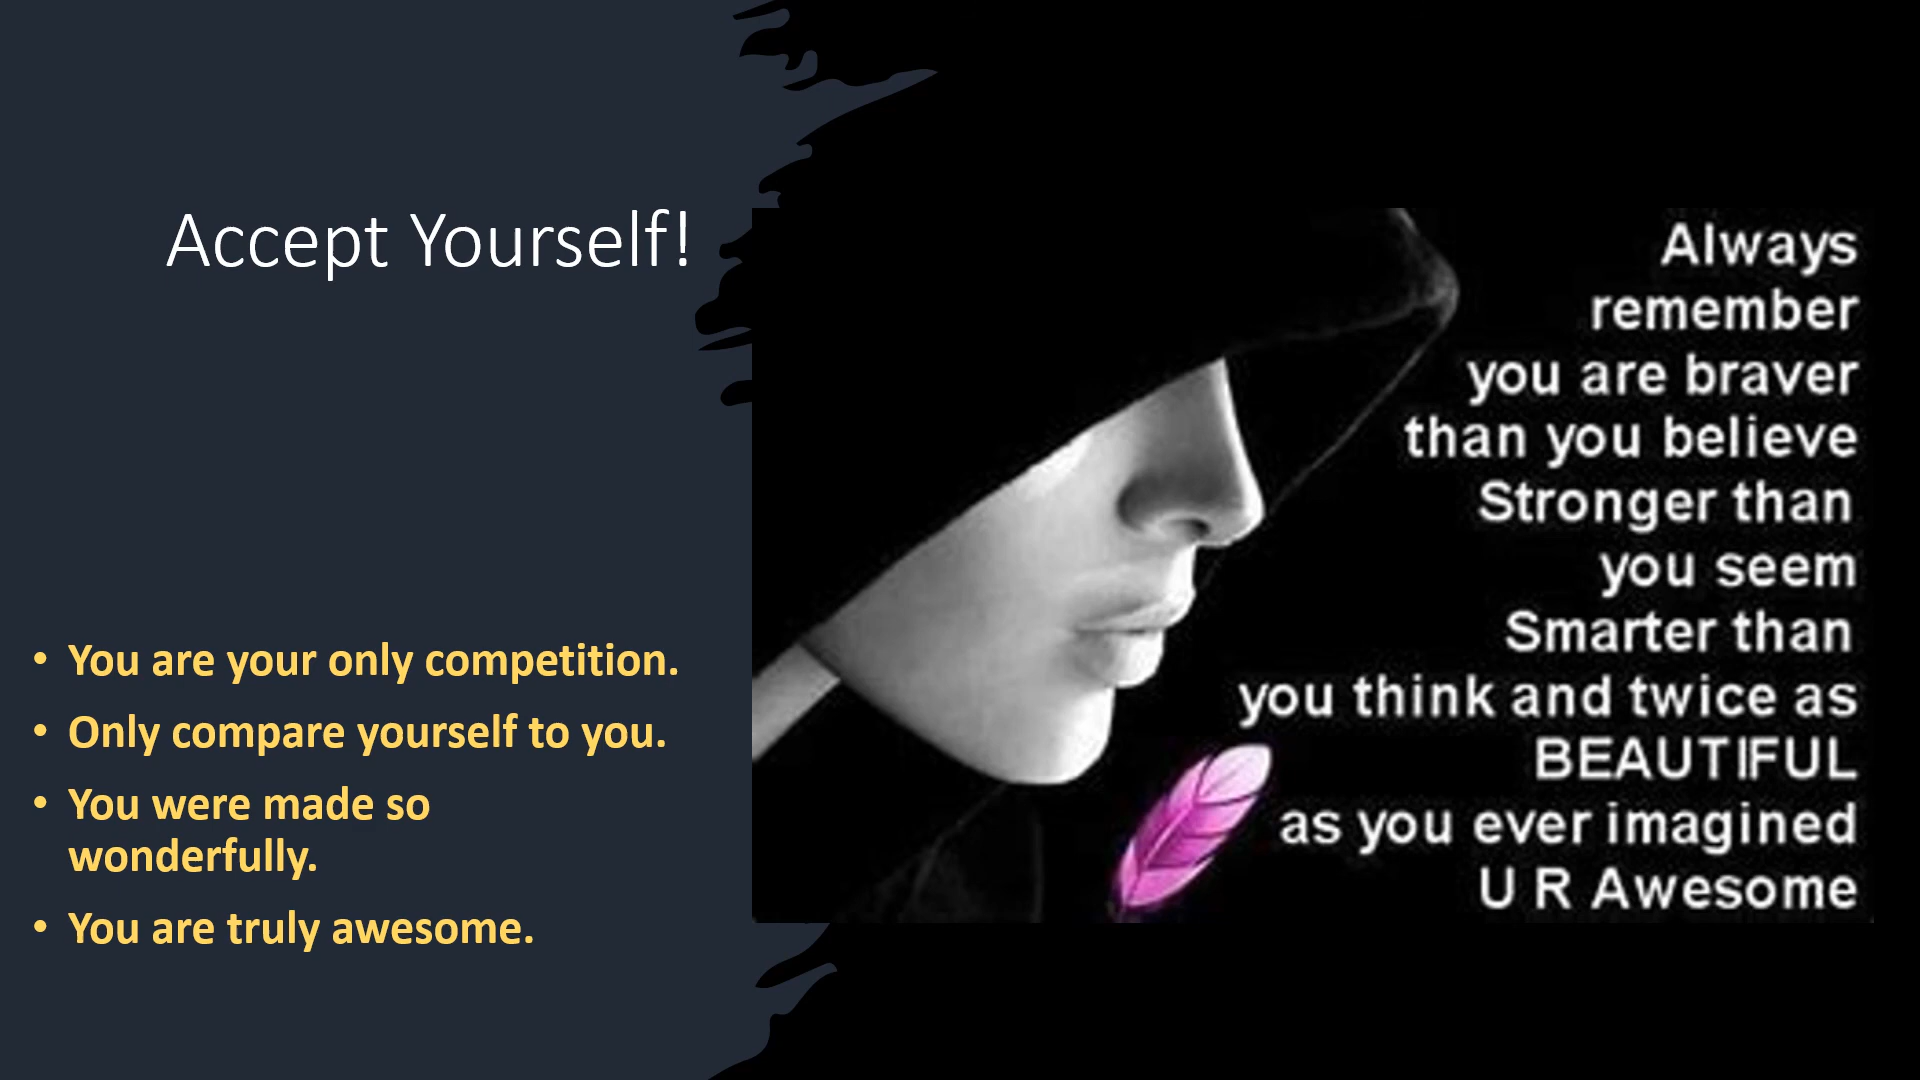 Accept Yourself!
• You are your only competition.
• Only compare yourself to you.
• You were made so
wonderfully.
• You are truly awesome.
Always
remember
you are braver
than you believe
Stronger than
you seem
Smarter than
you think and twice as
BEAUTIFUL
as you ever imagined
U R Awesome